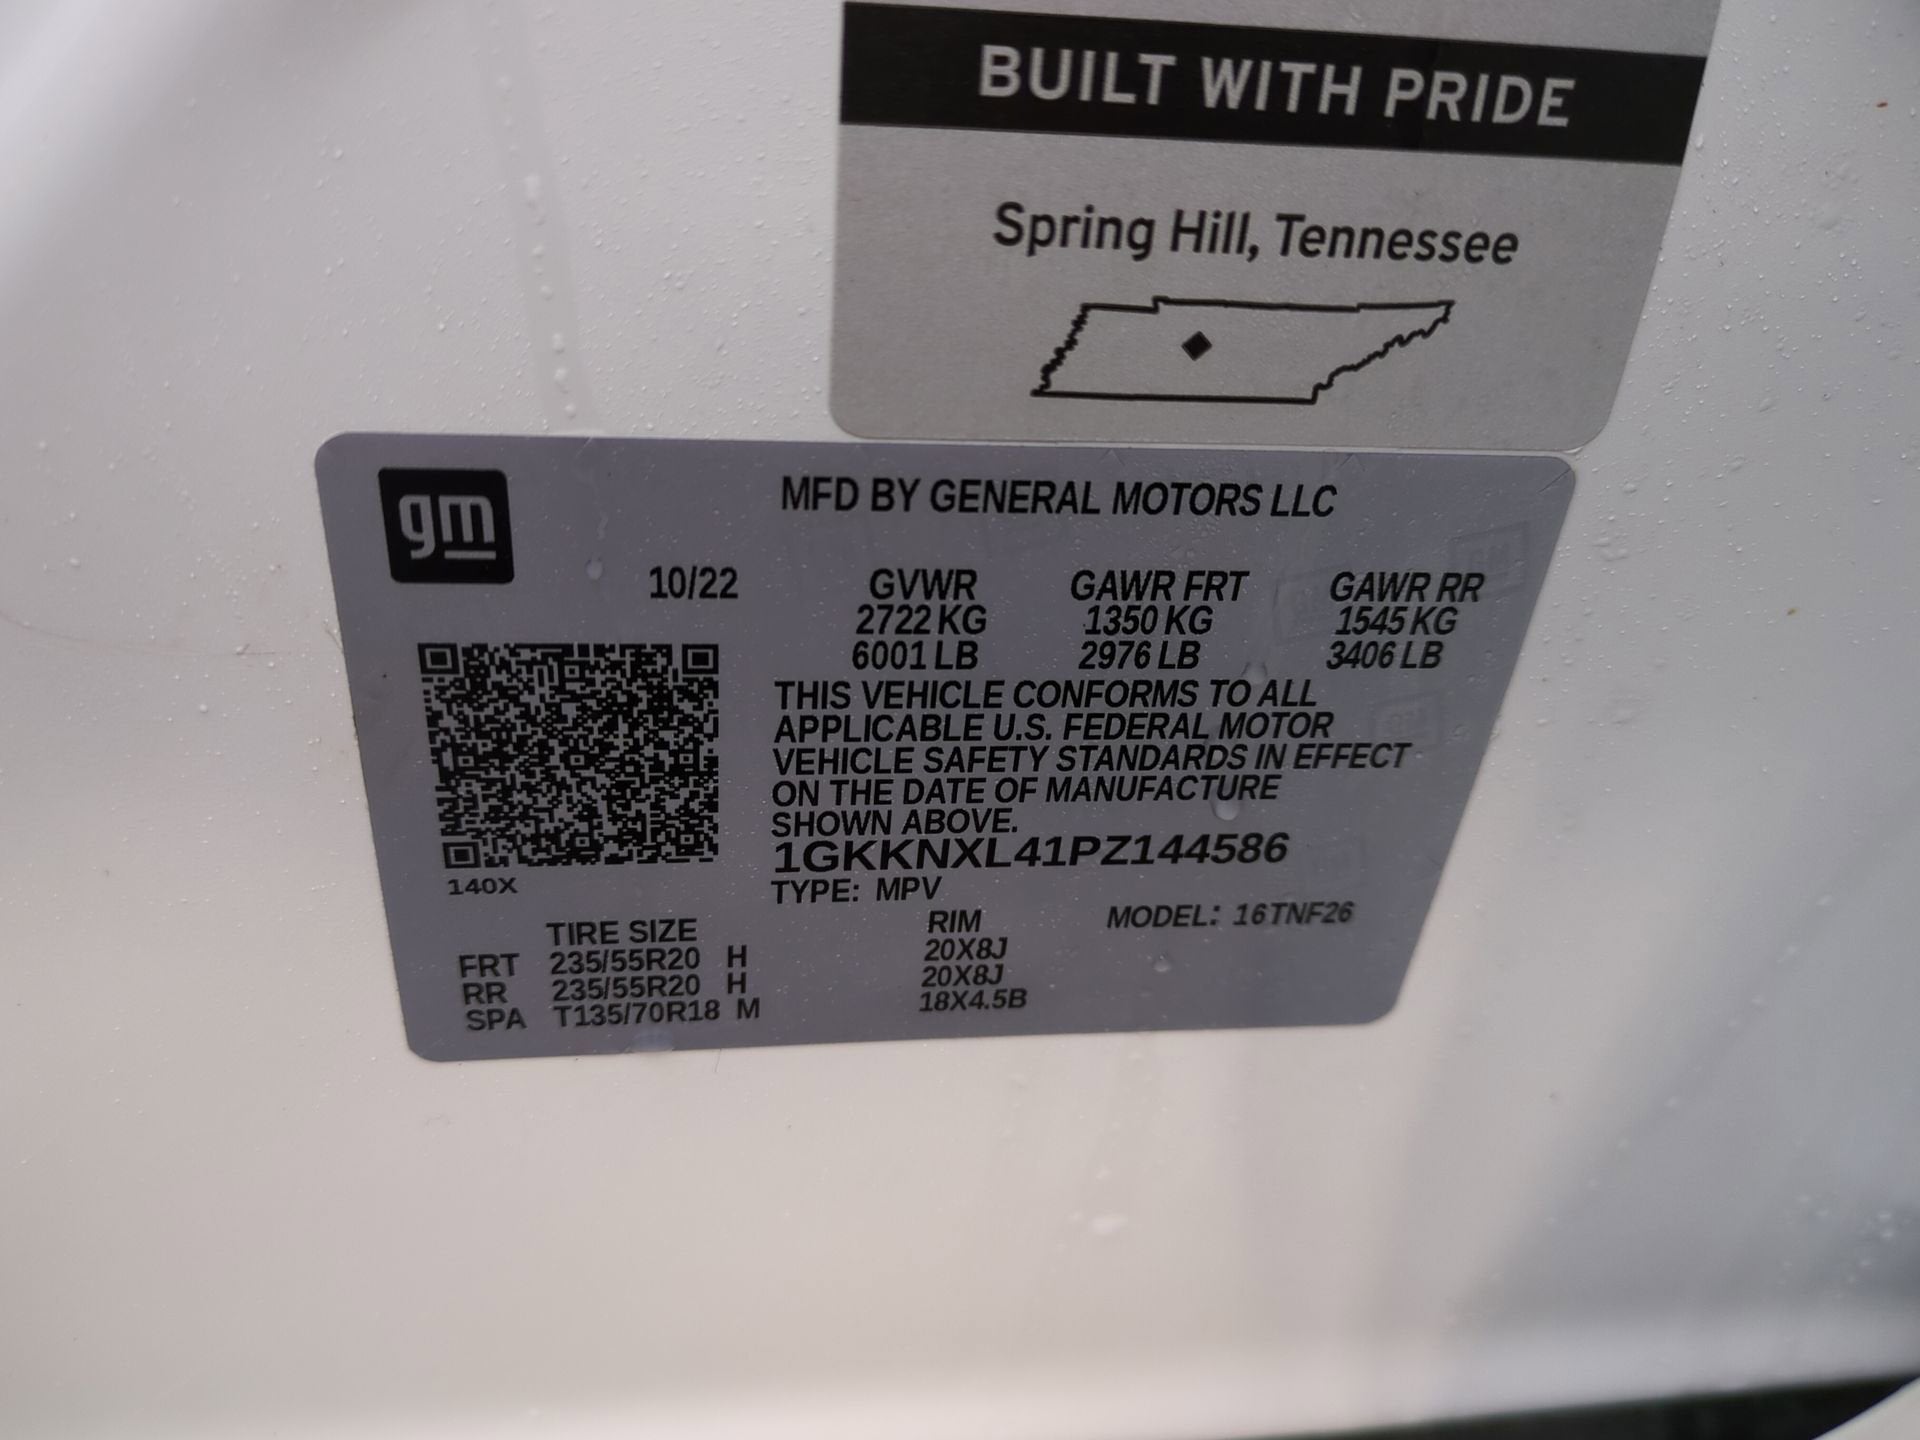 BUILT WITH PRIDE
Spring Hill, Tennessee
gm
MFD BY GENERAL MOTORS LLC
10/22 GVWR GAWR FRT GAWR RR
2722 KG 1350 KG 1545 KG
6001 LB 2976 LB 3406 LB
THIS VEHICLE CONFORMS TO ALL
APPLICABLE U.S. FEDERAL MOTOR
VEHICLE SAFETY STANDARDS IN EFFECT
ON THE DATE OF MANUFACTURE
SHOWN ABOVE.
1GKKNXL41PZ144586
140X
TYPE: MPV
TIRE SIZE RIM MODEL: 16TNF26
FRT 235/55R20 H 20X8J
RR 235/55R20 H 20X8J
SPA T135/70R18 M 18X4.5B